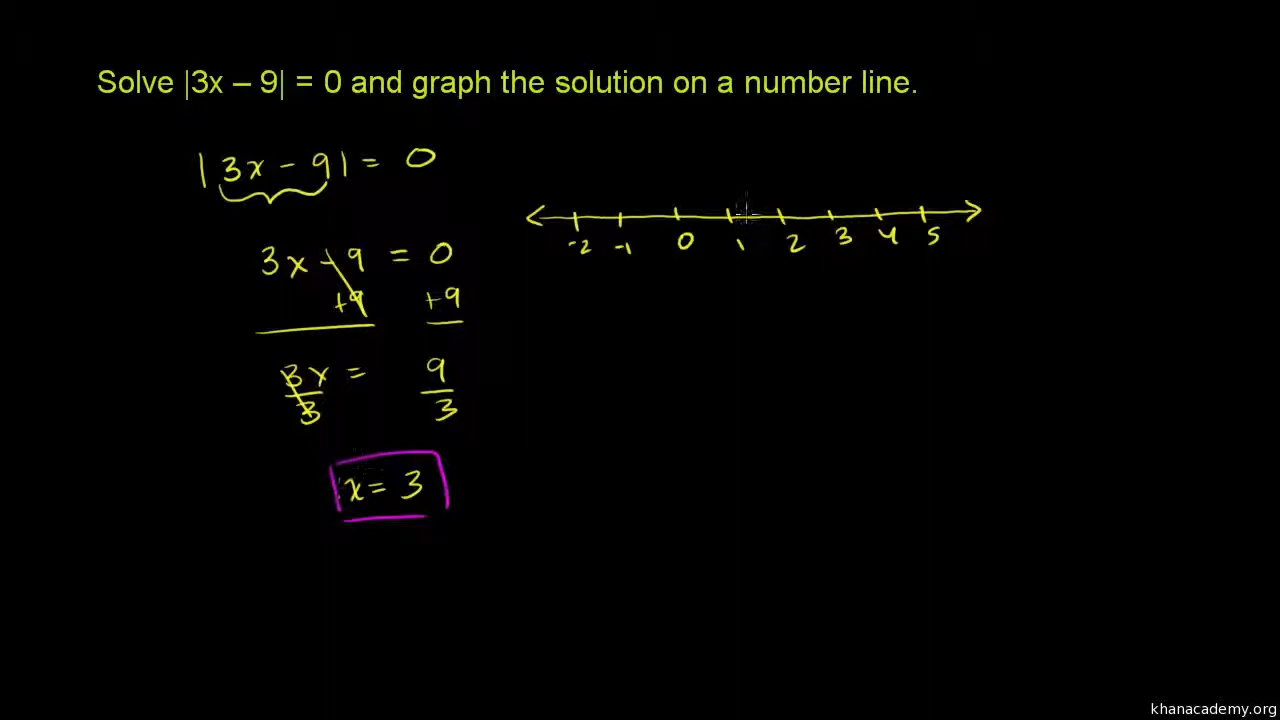 Solve |3x – 9| = 0 and graph the solution on a number line.
|3x - 9| = 0
-2 -1 0 1 2 3 4 5
3x - 9 = 0
+9 +9
3x = 9
3 3
x = 3
khanacademy.org